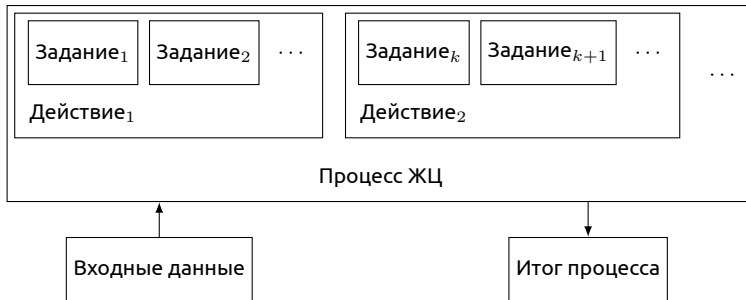 Задание₁ Задание₂ ⋯ Заданиеₖ Заданиеₖ₊₁ ⋯
⋯
Действие₁ Действие₂
Процесс ЖЦ
Входные данные Итог процесса